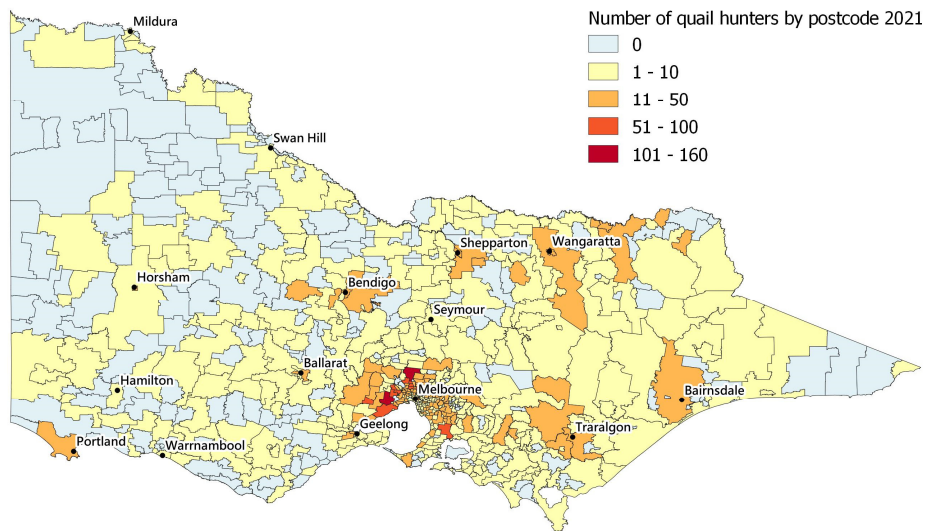 Number of quail hunters by postcode 2021
0
1 - 10
11 - 50
51 - 100
101 - 160
Mildura
Swan Hill
Shepparton
Wangaratta
Horsham
Bendigo
Seymour
Ballarat
Hamilton
Melbourne
Bairnsdale
Geelong
Traralgon
Portland
Warrnambool